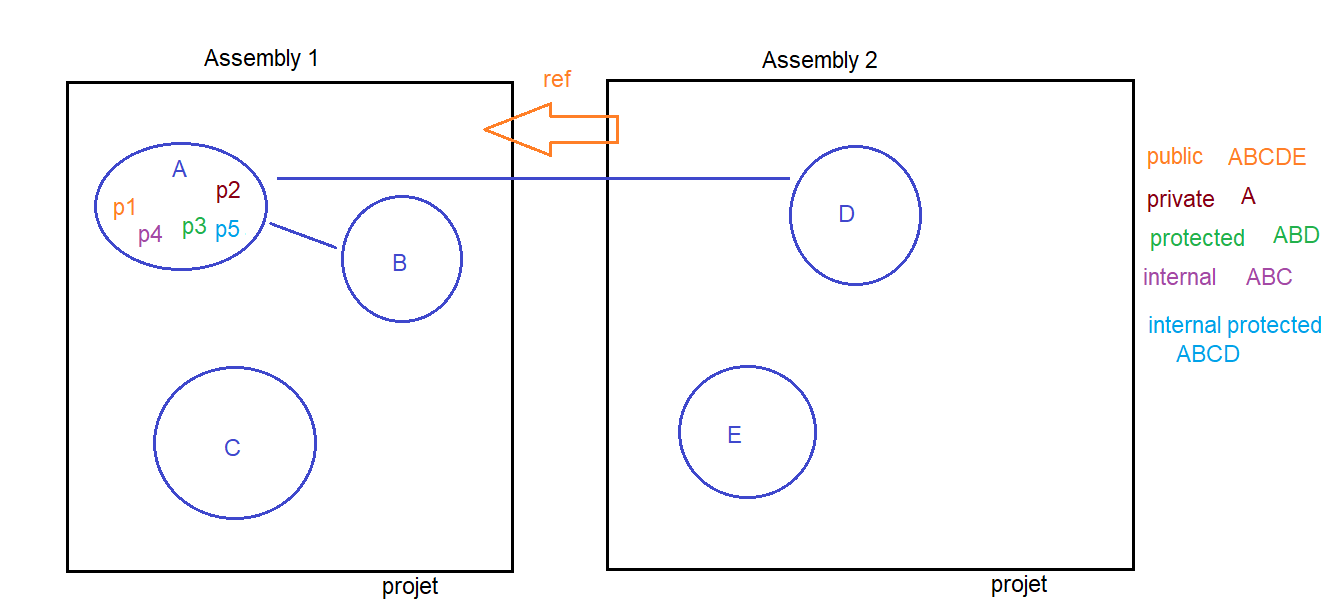 Assembly 1
Assembly 2
ref
A
p1
p2
p3
p4
p5
B
C
projet
D
E
projet
public ABCDE
private A
protected ABD
internal ABC
internal protected
ABCD